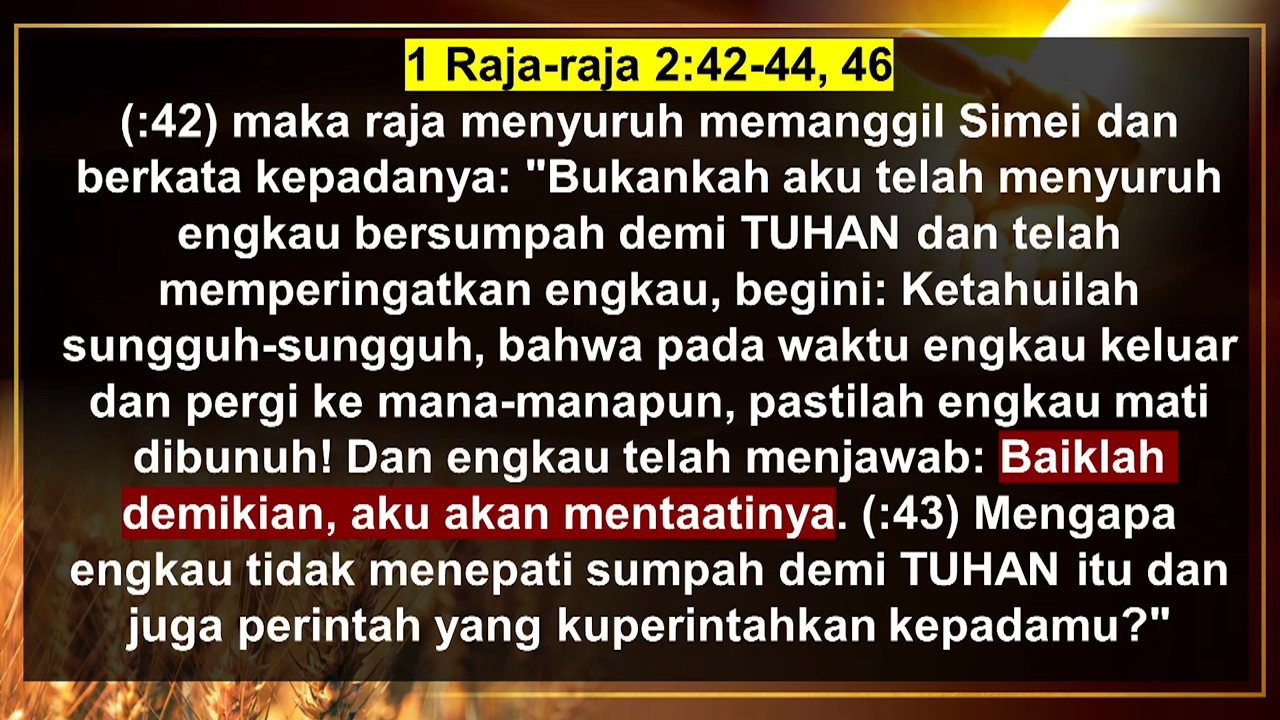 1 Raja-raja 2:42-44, 46
(:42) maka raja menyuruh memanggil Simei dan
berkata kepadanya: "Bukankah aku telah menyuruh
engkau bersumpah demi TUHAN dan telah
memperingatkan engkau, begini: Ketahuilah
sungguh-sungguh, bahwa pada waktu engkau keluar
dan pergi ke mana-manapun, pastilah engkau mati
dibunuh! Dan engkau telah menjawab: Baiklah
demikian, aku akan mentaatinya. (:43) Mengapa
engkau tidak menepati sumpah demi TUHAN itu dan
juga perintah yang kuperintahkan kepadamu?"